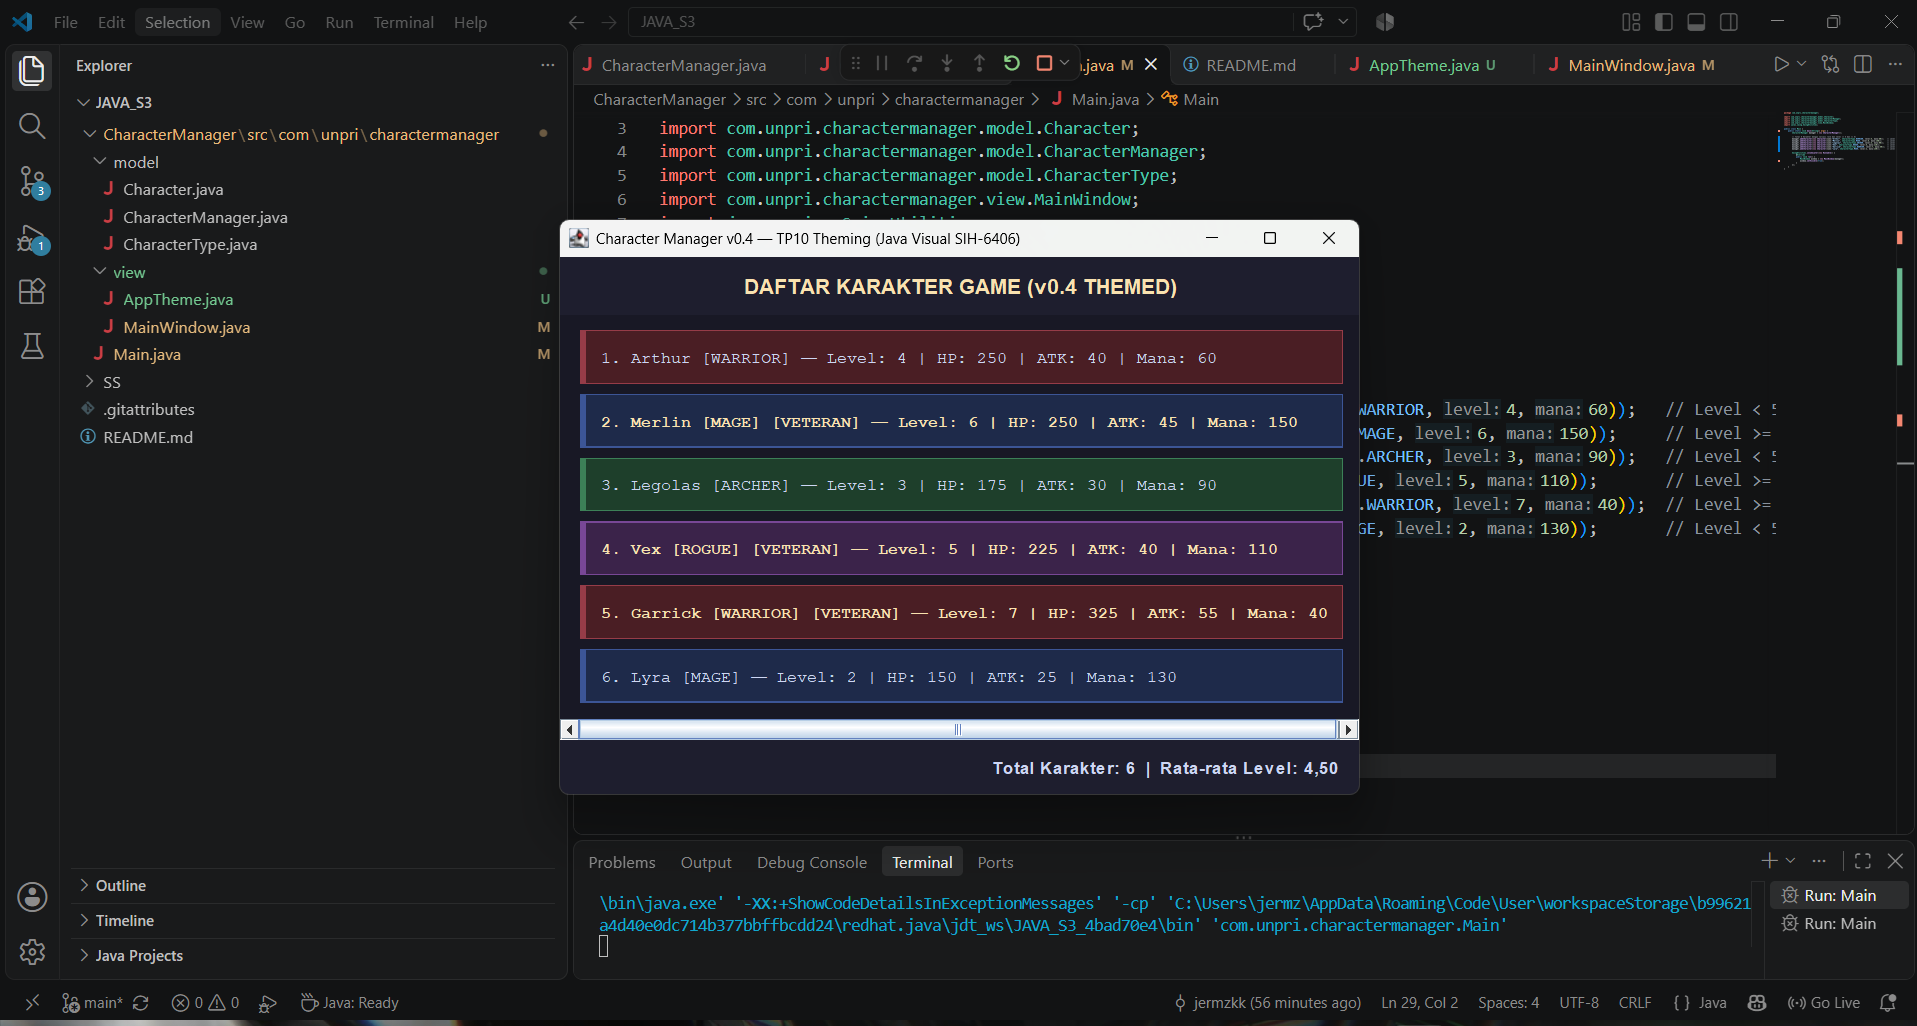 File Edit Selection View Go Run Terminal Help
JAVA_S3
Explorer
JAVA_S3
CharacterManager\src\com\unpri\charactermanager
model
Character.java
CharacterManager.java
CharacterType.java
view
AppTheme.java U
MainWindow.java M
Main.java M
SS
.gitattributes
README.md
Outline
Timeline
Java Projects
3
1
CharacterManager.java
.java M
README.md
AppTheme.java U
MainWindow.java M
CharacterManager > src > com > unpri > charactermanager > Main.java > Main
3 import com.unpri.charactermanager.model.Character;
4 import com.unpri.charactermanager.model.CharacterManager;
5 import com.unpri.charactermanager.model.CharacterType;
6 import com.unpri.charactermanager.view.MainWindow;
WARRIOR, level: 4, mana: 60)); // Level < 5
MAGE, level: 6, mana: 150)); // Level >=
.ARCHER, level: 3, mana: 90)); // Level < 5
UE, level: 5, mana: 110)); // Level >=
.WARRIOR, level: 7, mana: 40)); // Level >=
GE, level: 2, mana: 130)); // Level < 5
Character Manager v0.4 — TP10 Theming (Java Visual SIH-6406)
DAFTAR KARAKTER GAME (v0.4 THEMED)
1. Arthur [WARRIOR] — Level: 4 | HP: 250 | ATK: 40 | Mana: 60
2. Merlin [MAGE] [VETERAN] — Level: 6 | HP: 250 | ATK: 45 | Mana: 150
3. Legolas [ARCHER] — Level: 3 | HP: 175 | ATK: 30 | Mana: 90
4. Vex [ROGUE] [VETERAN] — Level: 5 | HP: 225 | ATK: 40 | Mana: 110
5. Garrick [WARRIOR] [VETERAN] — Level: 7 | HP: 325 | ATK: 55 | Mana: 40
6. Lyra [MAGE] — Level: 2 | HP: 150 | ATK: 25 | Mana: 130
Total Karakter: 6 | Rata-rata Level: 4,50
Problems Output Debug Console Terminal Ports
\bin\java.exe' '-XX:+ShowCodeDetailsInExceptionMessages' '-cp' 'C:\Users\jermz\AppData\Roaming\Code\User\workspaceStorage\b99621
a4d40e0dc714b377bbffbcdd24\redhat.java\jdt_ws\JAVA_S3_4bad70e4\bin' 'com.unpri.charactermanager.Main'
Run: Main
Run: Main
main* 0 0 Java: Ready
jermzkk (56 minutes ago) Ln 29, Col 2 Spaces: 4 UTF-8 CRLF { } Java Go Live